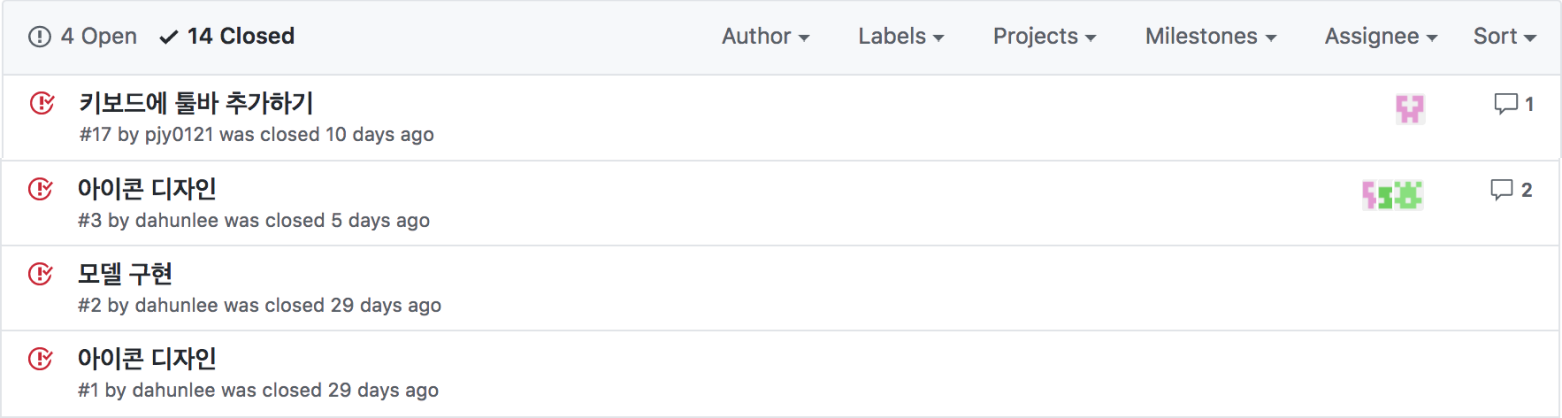 4 Open 14 Closed Author Labels Projects Milestones Assignee Sort
키보드에 툴바 추가하기 1
#17 by pjy0121 was closed 10 days ago
아이콘 디자인 2
#3 by dahunlee was closed 5 days ago
모델 구현
#2 by dahunlee was closed 29 days ago
아이콘 디자인
#1 by dahunlee was closed 29 days ago